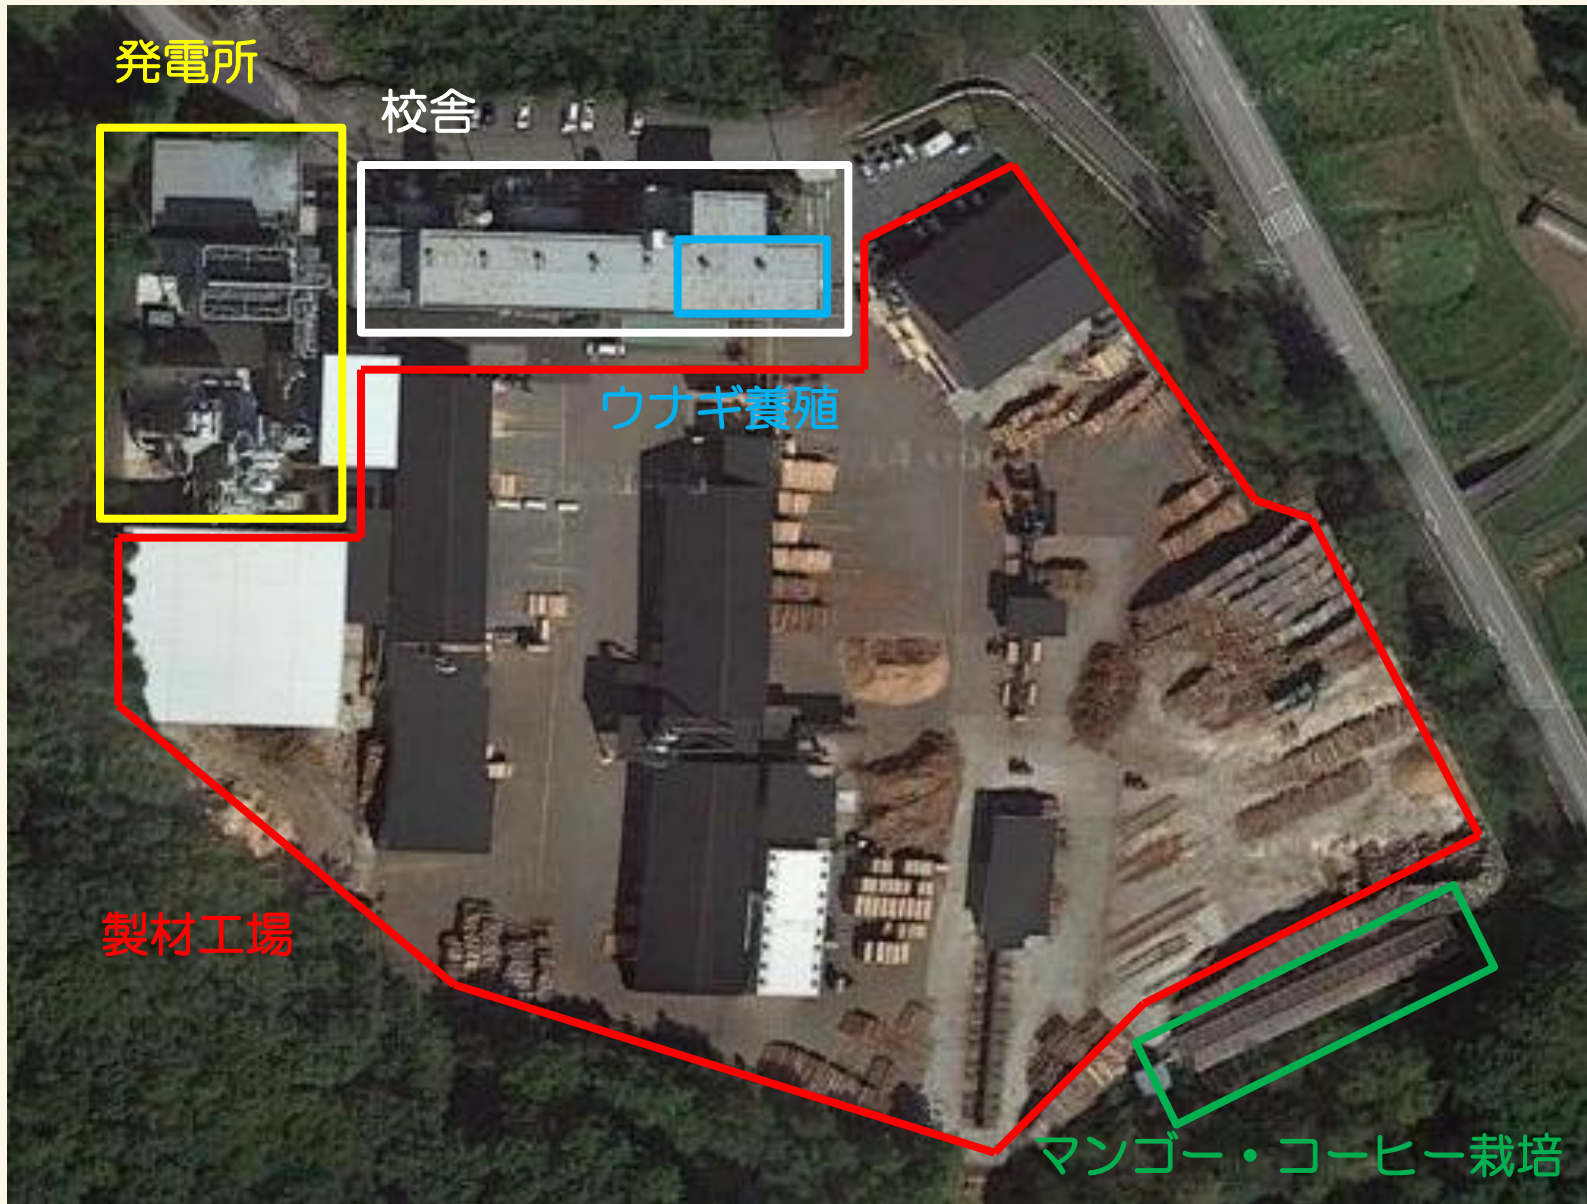 発電所
校舎
ウナギ養殖
製材工場
マンゴー・コーヒー栽培